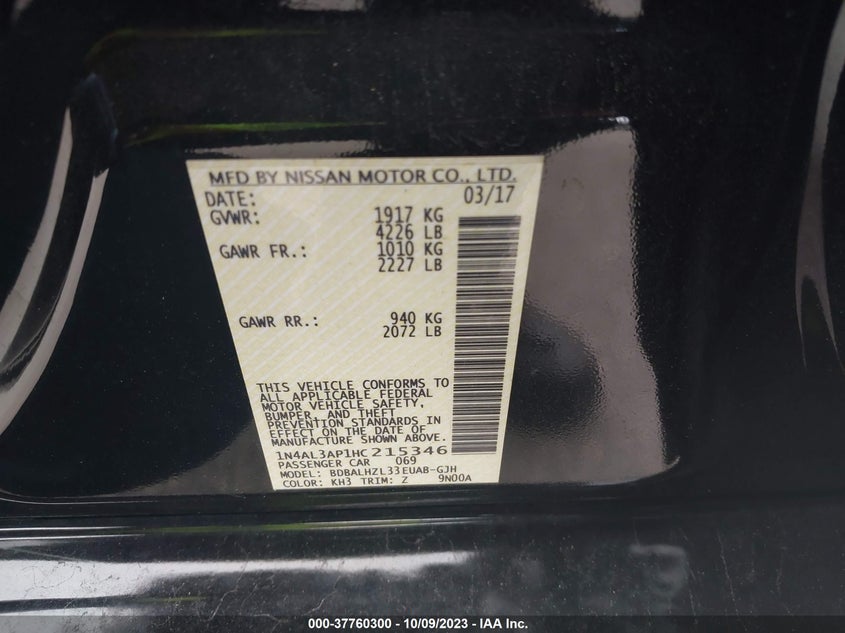 MFD BY NISSAN MOTOR CO., LTD.
DATE: 03/17
GVWR: 1917 KG
4226 LB
GAWR FR.: 1010 KG
2227 LB
GAWR RR.: 940 KG
2072 LB
THIS VEHICLE CONFORMS TO
ALL APPLICABLE FEDERAL
MOTOR VEHICLE SAFETY,
BUMPER, AND THEFT
PREVENTION STANDARDS IN
EFFECT ON THE DATE OF
MANUFACTURE SHOWN ABOVE.
1N4AL3AP1HC215346
PASSENGER CAR 069
MODEL: BDBALHZL33EUAB-GJH
COLOR: KH3 TRIM: Z 9N00A
000-37760300 - 10/09/2023 - IAA Inc.